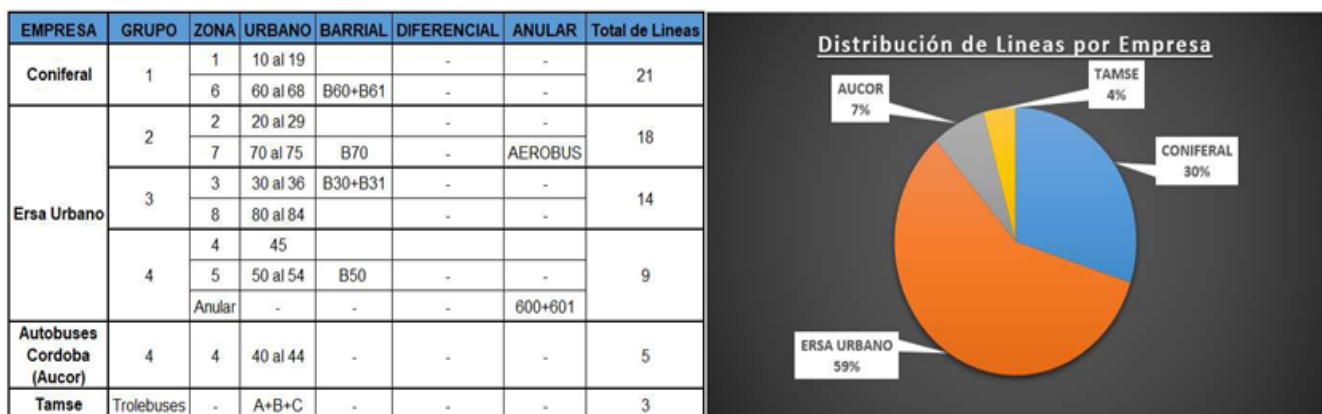 EMPRESA GRUPO ZONA URBANO BARRIAL DIFERENCIAL ANULAR Total de Lineas
Coniferal 1 1 10 al 19 - - 21
6 60 al 68 B60+B61 - -
Ersa Urbano 2 2 20 al 29 - - 18
7 70 al 75 B70 - AEROBUS
3 3 30 al 36 B30+B31 - - 14
8 80 al 84 - -
4 4 45 9
5 50 al 54 B50 - -
Anular - - - 600+601
Autobuses
Cordoba
(Aucor) 4 4 40 al 44 - - - 5
Tamse Trolebuses - A+B+C - - - 3
Distribución de Lineas por Empresa
TAMSE
4%
AUCOR
7%
CONIFERAL
30%
ERSA URBANO
59%